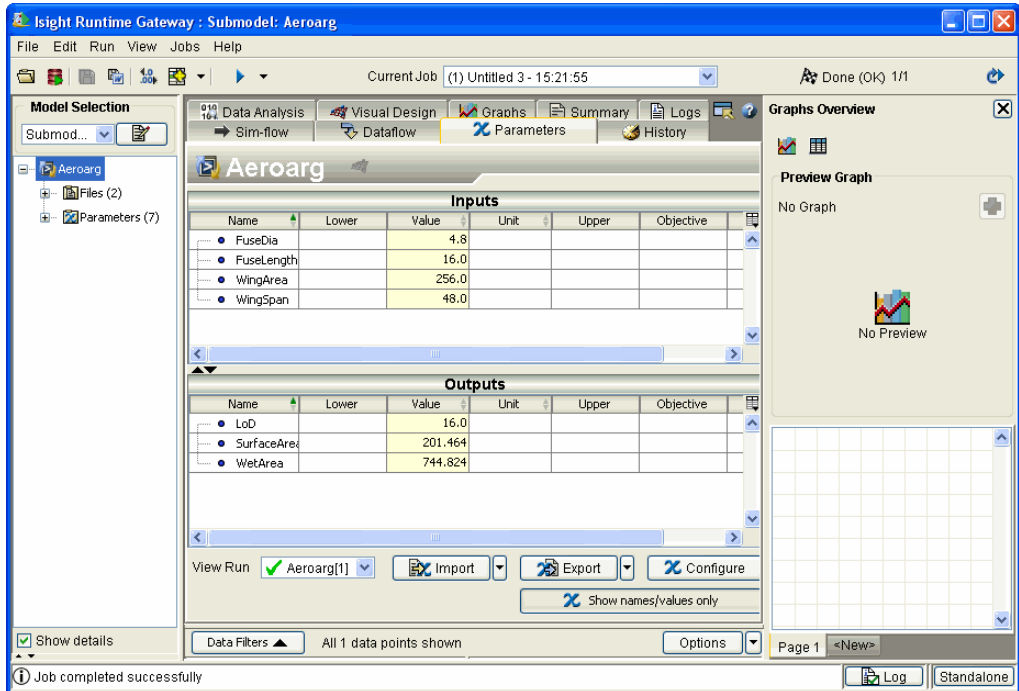 Isight Runtime Gateway : Submodel: Aeroarg
File Edit Run View Jobs Help
Current Job (1) Untitled 3 - 15:21:55 Done (OK) 1/1
Model Selection
Submod...
Aeroarg
Files (2)
Parameters (7)
Show details
Data Analysis Visual Design Graphs Summary Logs
Sim-flow Dataflow Parameters History
Aeroarg
Inputs
Name Lower Value Unit Upper Objective
FuseDia 4.8
FuseLength 16.0
WingArea 256.0
WingSpan 48.0
Outputs
Name Lower Value Unit Upper Objective
LoD 16.0
SurfaceArea 201.464
WetArea 744.824
View Run Aeroarg[1] Import Export Configure
Show names/values only
Data Filters All 1 data points shown Options
Graphs Overview
Preview Graph
No Graph
No Preview
Page 1 <New>
Job completed successfully Log Standalone